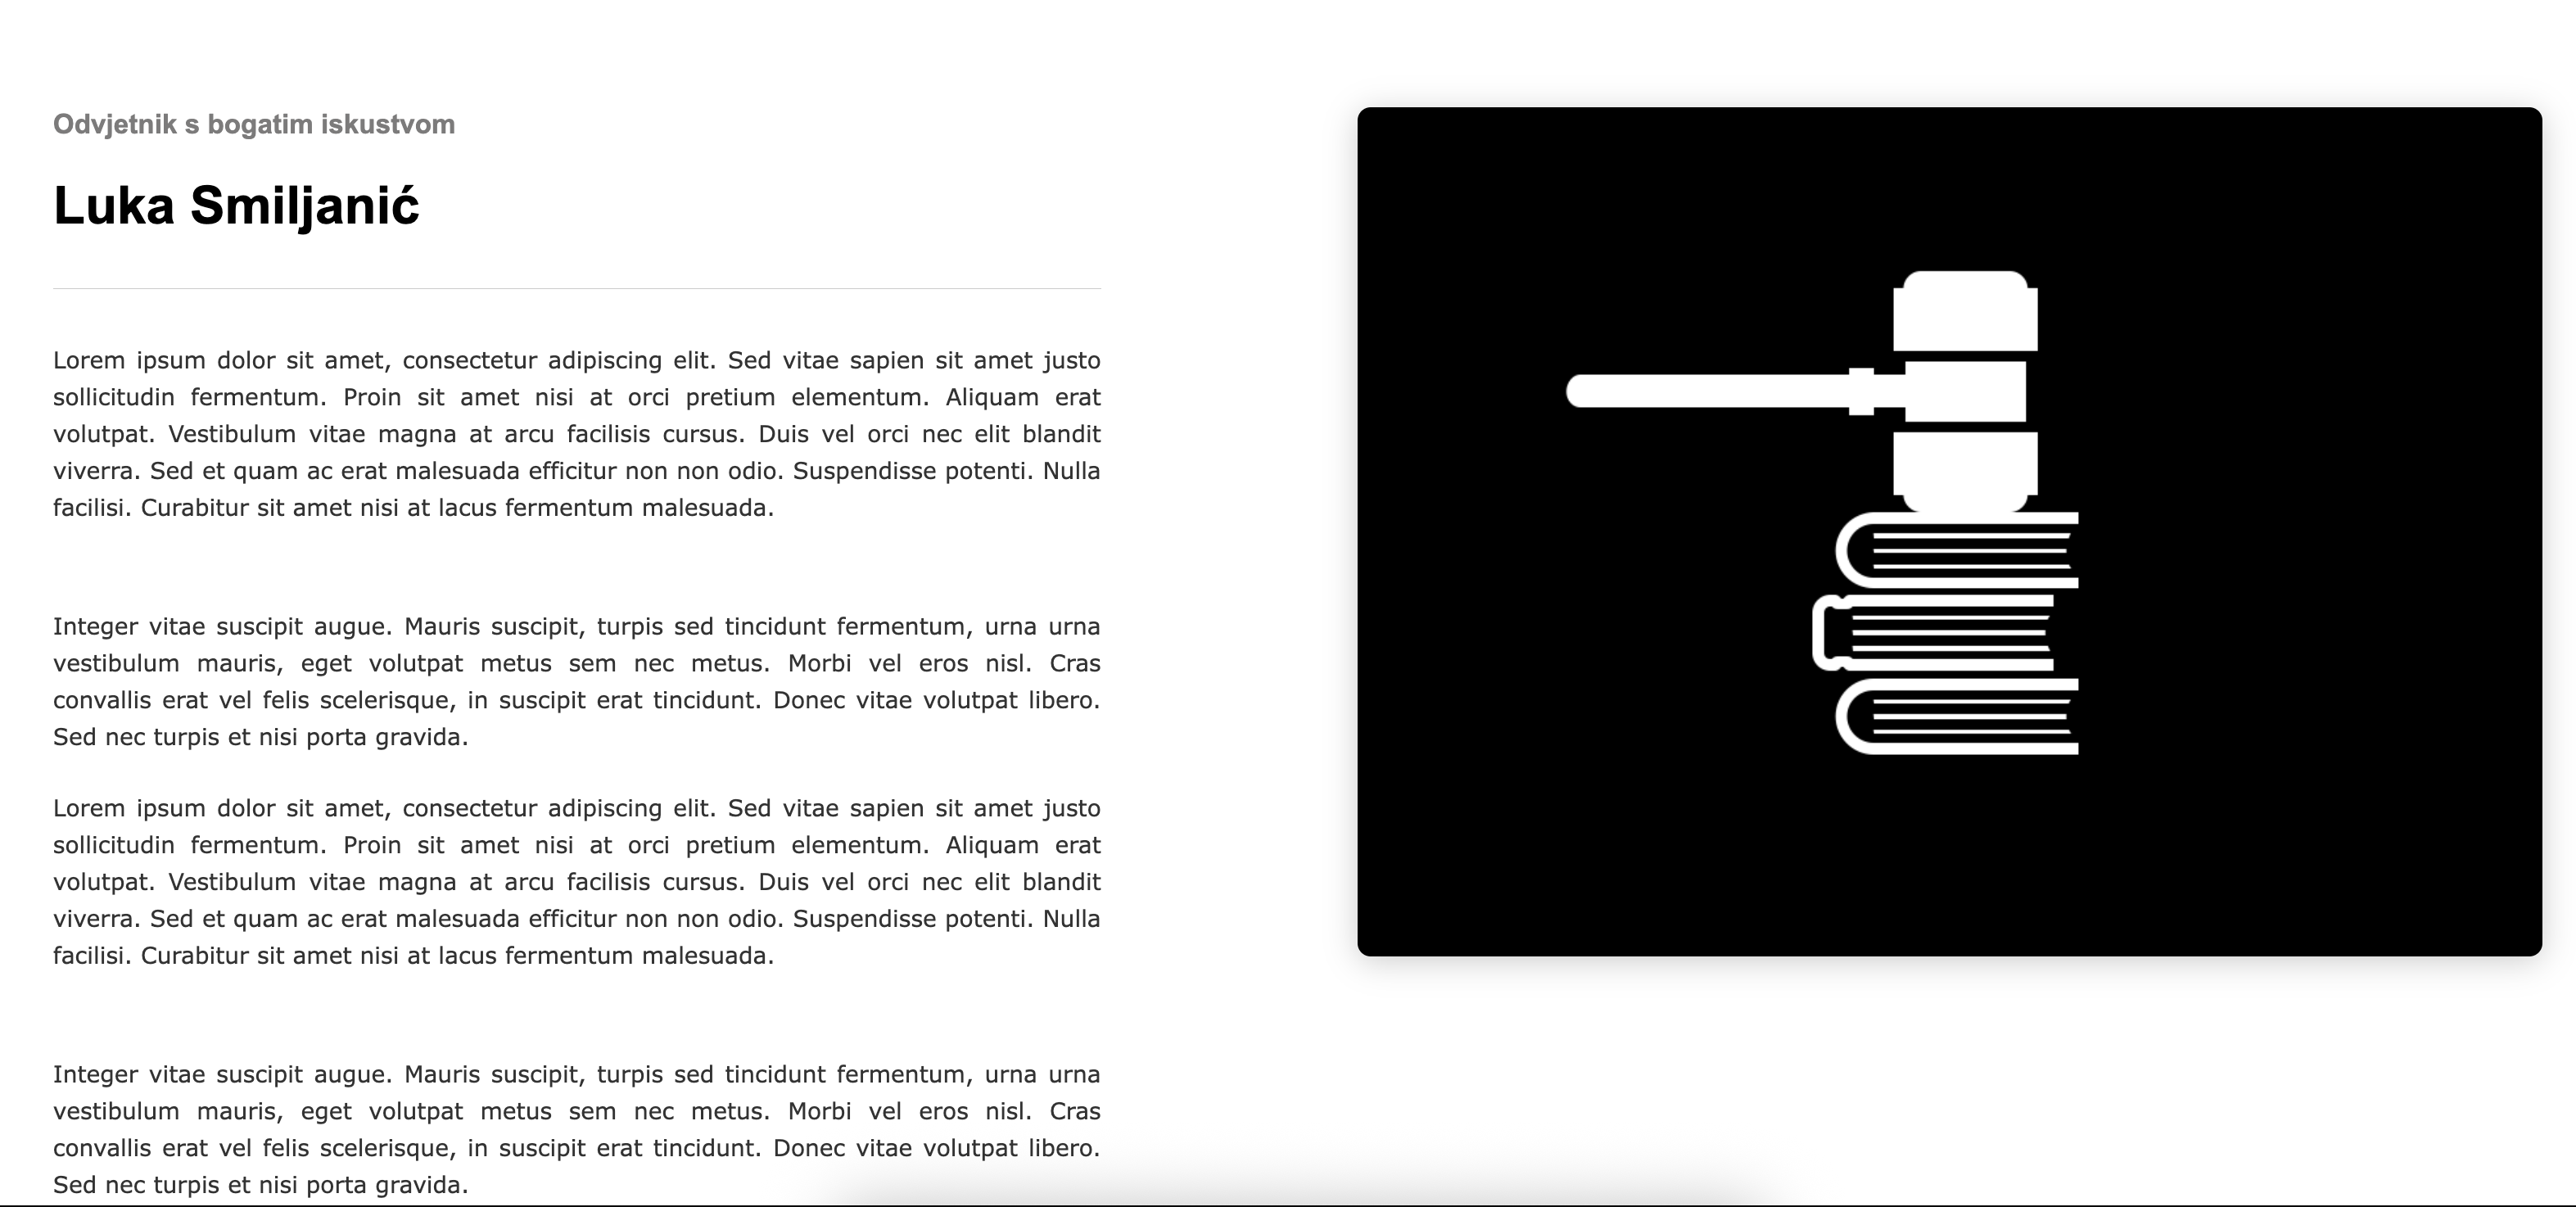 Odvjetnik s bogatim iskustvom
Luka Smiljanić
Lorem ipsum dolor sit amet, consectetur adipiscing elit. Sed vitae sapien sit amet justo
sollicitudin fermentum. Proin sit amet nisi at orci pretium elementum. Aliquam erat
volutpat. Vestibulum vitae magna at arcu facilisis cursus. Duis vel orci nec elit blandit
viverra. Sed et quam ac erat malesuada efficitur non non odio. Suspendisse potenti. Nulla
facilisi. Curabitur sit amet nisi at lacus fermentum malesuada.
Integer vitae suscipit augue. Mauris suscipit, turpis sed tincidunt fermentum, urna urna
vestibulum mauris, eget volutpat metus sem nec metus. Morbi vel eros nisl. Cras
convallis erat vel felis scelerisque, in suscipit erat tincidunt. Donec vitae volutpat libero.
Sed nec turpis et nisi porta gravida.
Lorem ipsum dolor sit amet, consectetur adipiscing elit. Sed vitae sapien sit amet justo
sollicitudin fermentum. Proin sit amet nisi at orci pretium elementum. Aliquam erat
volutpat. Vestibulum vitae magna at arcu facilisis cursus. Duis vel orci nec elit blandit
viverra. Sed et quam ac erat malesuada efficitur non non odio. Suspendisse potenti. Nulla
facilisi. Curabitur sit amet nisi at lacus fermentum malesuada.
Integer vitae suscipit augue. Mauris suscipit, turpis sed tincidunt fermentum, urna urna
vestibulum mauris, eget volutpat metus sem nec metus. Morbi vel eros nisl. Cras
convallis erat vel felis scelerisque, in suscipit erat tincidunt. Donec vitae volutpat libero.
Sed nec turpis et nisi porta gravida.